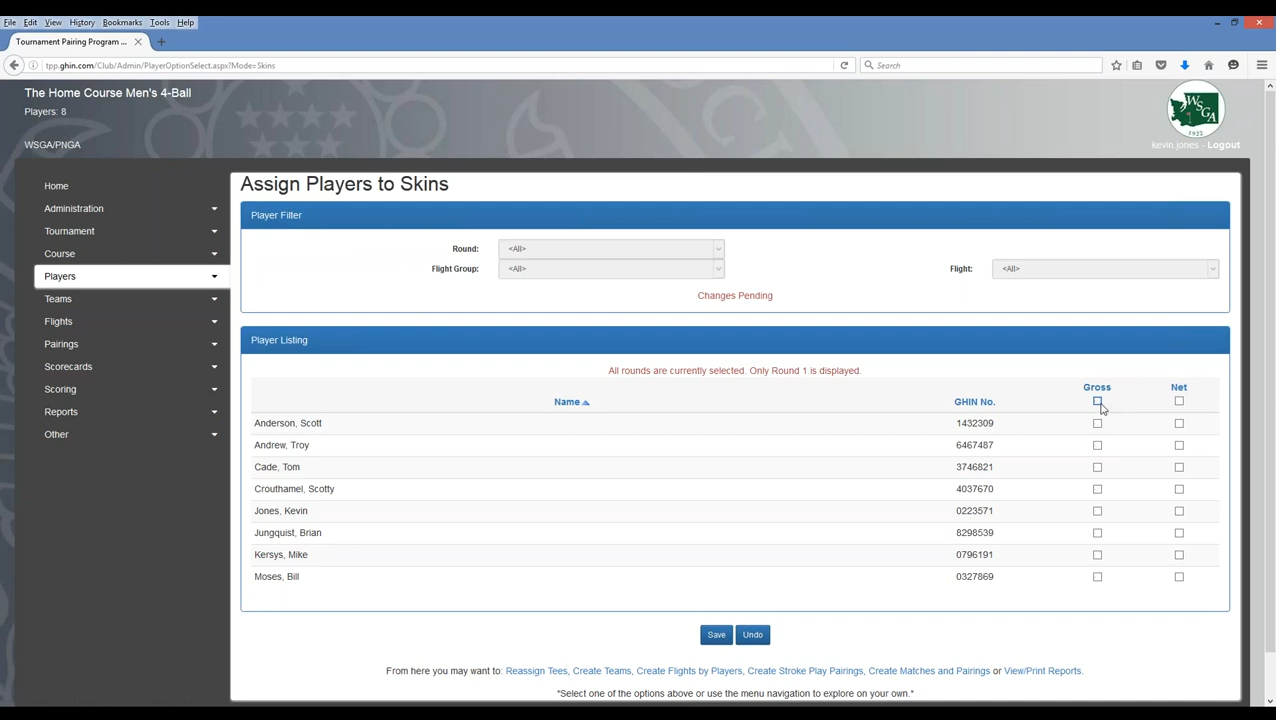 File Edit View History Bookmarks Tools Help
Tournament Pairing Program ...
tpp.ghin.com/Club/Admin/PlayerOptionSelect.aspx?Mode=Skins
Search
The Home Course Men's 4-Ball
Players: 8
WSGA/PNGA
WSGA
1922
kevin jones - Logout
Home
Administration
Tournament
Course
Players
Teams
Flights
Pairings
Scorecards
Scoring
Reports
Other
Assign Players to Skins
Player Filter
Round: <All>
Flight Group: <All> Flight: <All>
Changes Pending
Player Listing
All rounds are currently selected. Only Round 1 is displayed.
Gross Net
Name GHIN No.
Anderson, Scott 1432309
Andrew, Troy 6467487
Cade, Tom 3746821
Crouthamel, Scotty 4037670
Jones, Kevin 0223571
Jungquist, Brian 8298539
Kersys, Mike 0796191
Moses, Bill 0327869
Save Undo
From here you may want to: Reassign Tees, Create Teams, Create Flights by Players, Create Stroke Play Pairings, Create Matches and Pairings or View/Print Reports.
*Select one of the options above or use the menu navigation to explore on your own.*